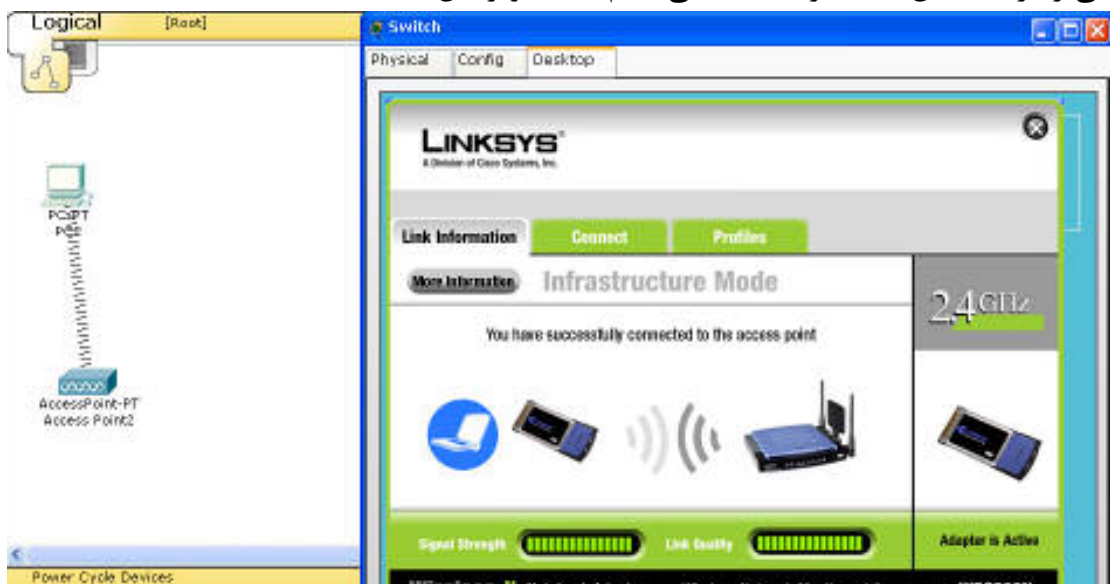 Logical [Root]
Switch
Physical Config Desktop
LINKSYS®
A Division of Cisco Systems, Inc.
Link Information Connect Profiles
More Information Infrastructure Mode
2.4GHz
You have successfully connected to the access point
PC-PT
AccessPoint-PT
Access Point2
Signal Strength Link Quality Adapter is Active
Power Cycle Devices